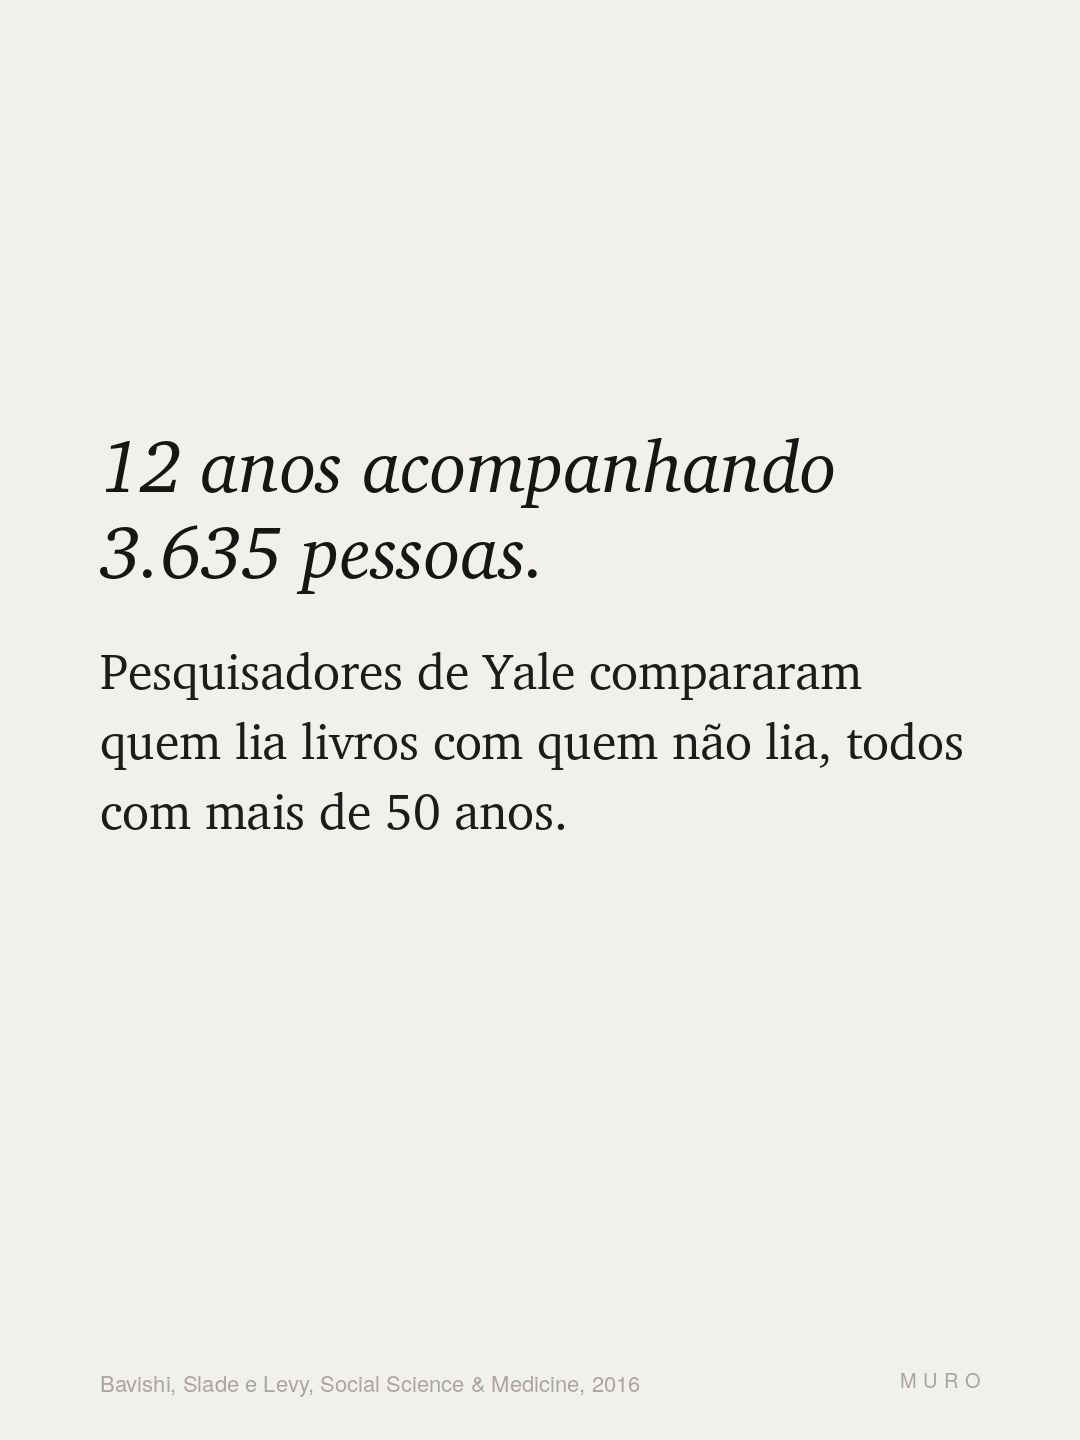 12 anos acompanhando
3.635 pessoas.
Pesquisadores de Yale compararam
quem lia livros com quem não lia, todos
com mais de 50 anos.
Bavishi, Slade e Levy, Social Science & Medicine, 2016
MURO